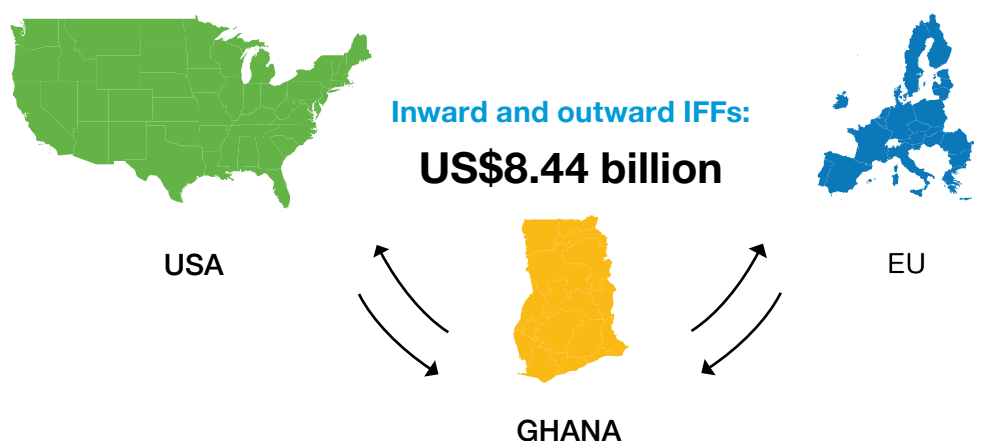 Inward and outward IFFs:
US$8.44 billion
USA
EU
GHANA